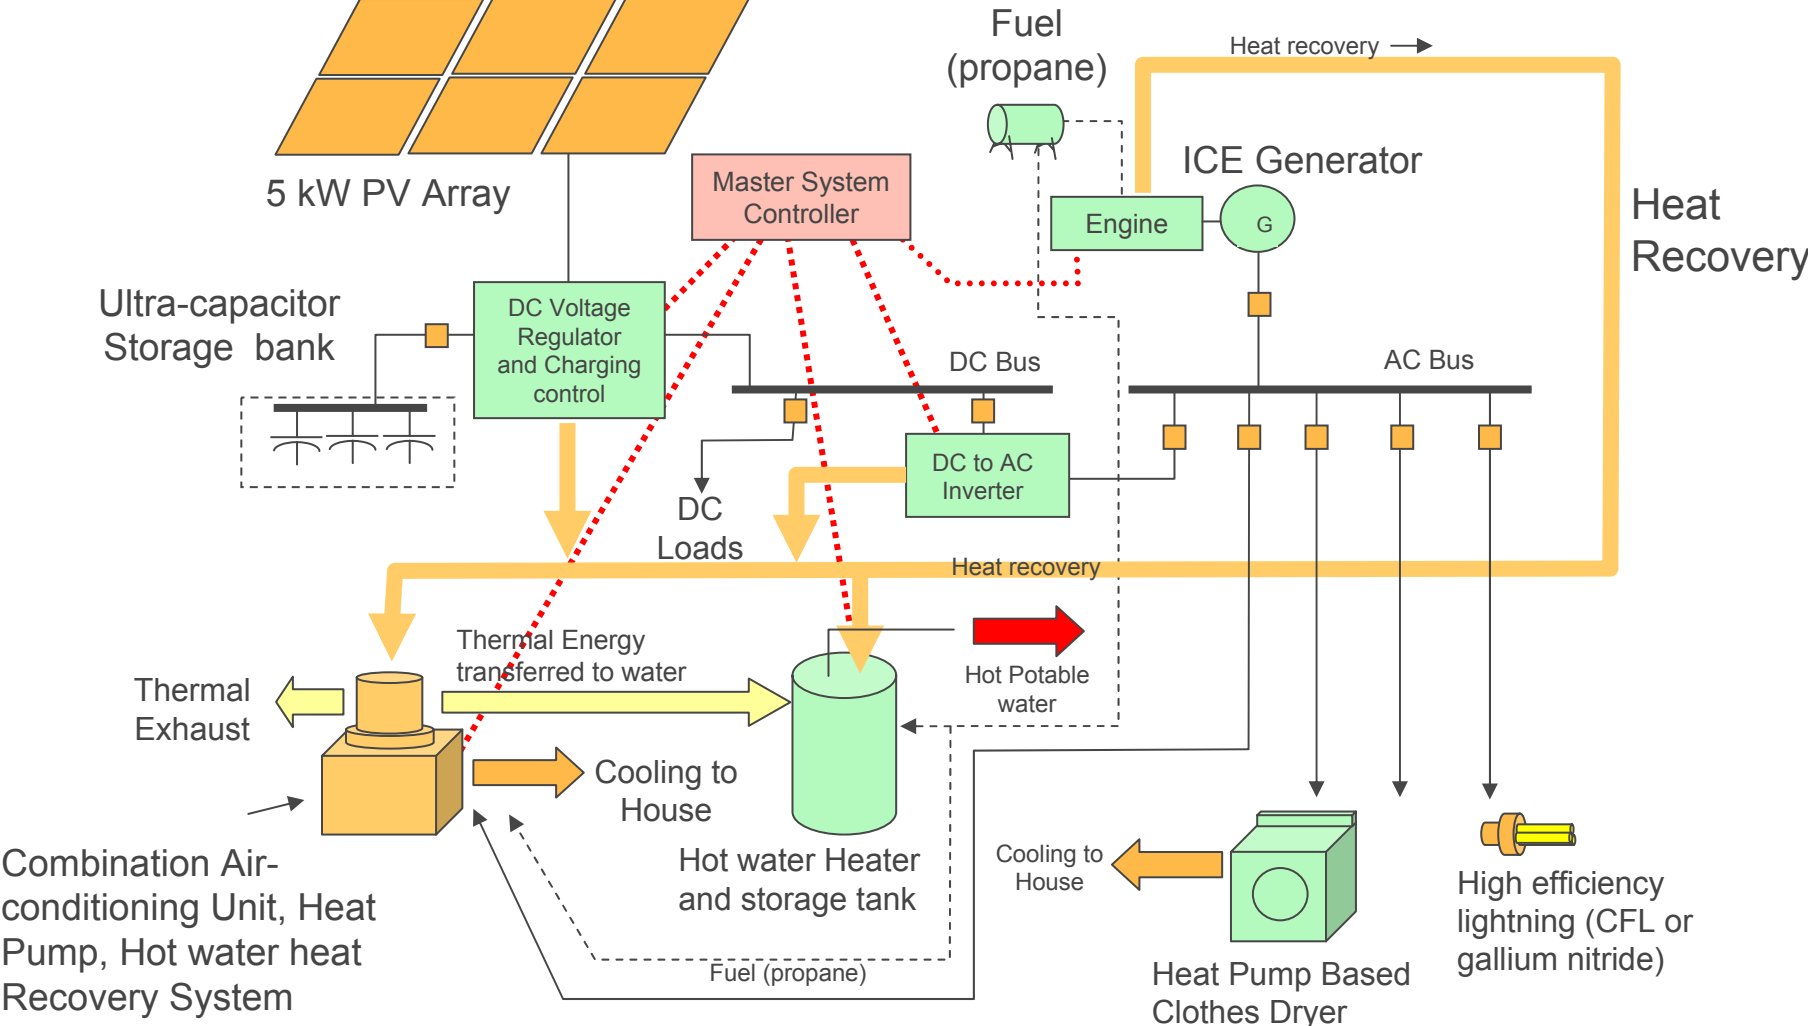 Fuel
(propane)
Heat recovery
ICE Generator
5 kW PV Array
Master System
Controller
Engine
G
Heat
Recovery
Ultra-capacitor
Storage bank
DC Voltage
Regulator
and Charging
control
DC Bus
AC Bus
DC to AC
Inverter
DC
Loads
Heat recovery
Thermal Energy
transferred to water
Thermal
Exhaust
Hot Potable
water
Cooling to
House
Hot water Heater
and storage tank
Cooling to
House
Combination Air-
conditioning Unit, Heat
Pump, Hot water heat
Recovery System
Fuel (propane)
Heat Pump Based
Clothes Dryer
High efficiency
lightning (CFL or
gallium nitride)